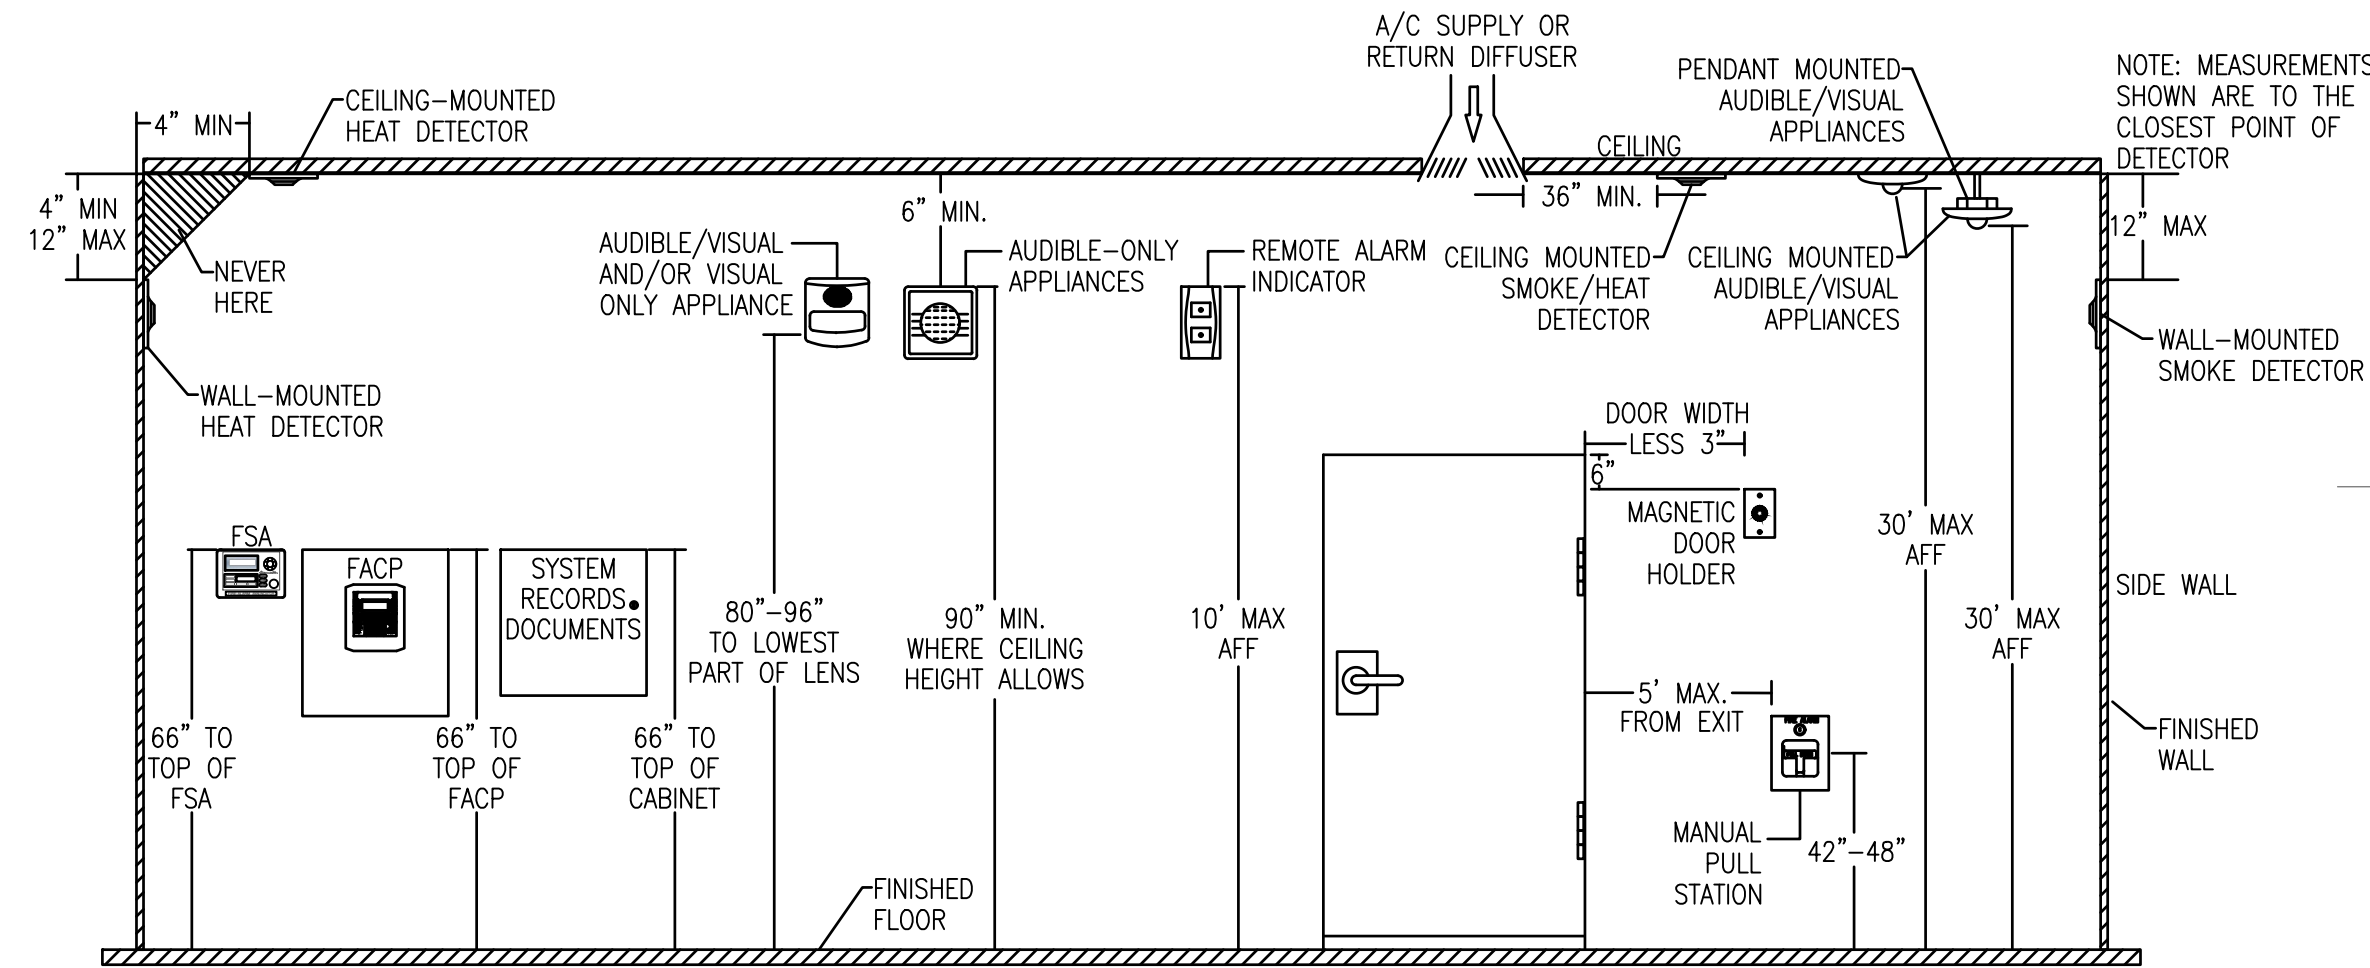 A/C SUPPLY OR
RETURN DIFFUSER
PENDANT MOUNTED
AUDIBLE/VISUAL
APPLIANCES
NOTE: MEASUREMENTS
SHOWN ARE TO THE
CLOSEST POINT OF
DETECTOR
CEILING-MOUNTED
HEAT DETECTOR
4" MIN
CEILING
4" MIN
12" MAX
6" MIN.
36" MIN.
12" MAX
NEVER
HERE
AUDIBLE/VISUAL
AND/OR VISUAL
ONLY APPLIANCE
AUDIBLE-ONLY
APPLIANCES
REMOTE ALARM
INDICATOR
CEILING MOUNTED
SMOKE/HEAT
DETECTOR
CEILING MOUNTED
AUDIBLE/VISUAL
APPLIANCES
WALL-MOUNTED
SMOKE DETECTOR
WALL-MOUNTED
HEAT DETECTOR
DOOR WIDTH
LESS 3"
6"
MAGNETIC
DOOR
HOLDER
30' MAX
AFF
FSA
FACP
SYSTEM
RECORDS
DOCUMENTS
80"-96"
TO LOWEST
PART OF LENS
90" MIN.
WHERE CEILING
HEIGHT ALLOWS
10' MAX
AFF
30' MAX
AFF
SIDE WALL
5' MAX.
FROM EXIT
66" TO
TOP OF
FSA
66" TO
TOP OF
FACP
66" TO
TOP OF
CABINET
FINISHED
WALL
MANUAL
PULL
STATION
42"-48"
FINISHED
FLOOR